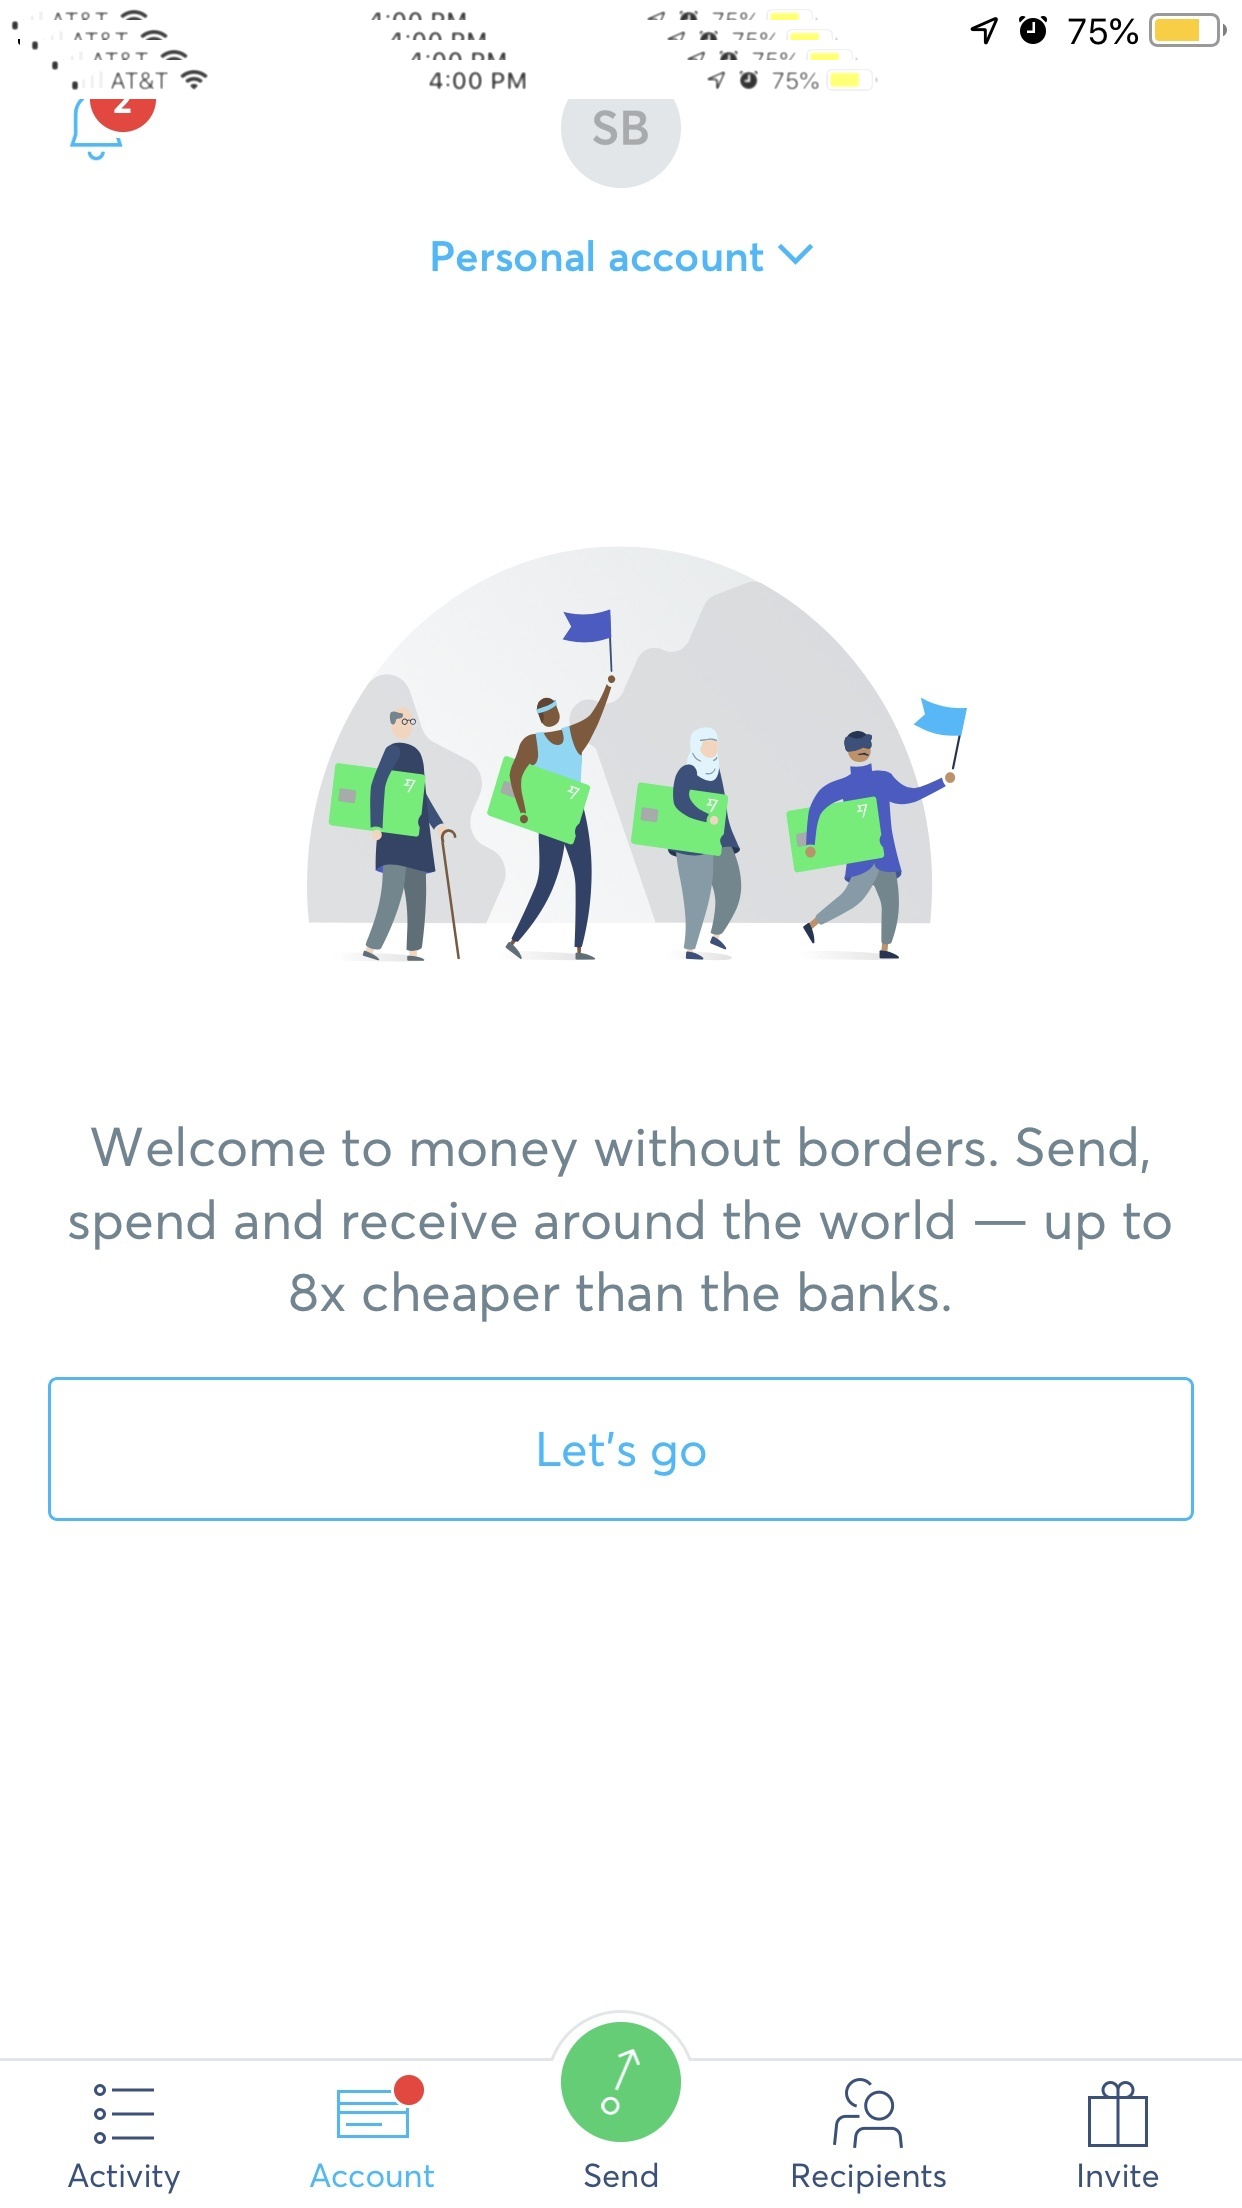 AT&T 4:00 PM 75%
75%
AT&T 4:00 PM 75%
AT&T 4:00 PM 75%
AT&T 4:00 PM 75%
2
SB
Personal account
Welcome to money without borders. Send,
spend and receive around the world — up to
8x cheaper than the banks.
Let's go
Activity
Account
Send
Recipients
Invite